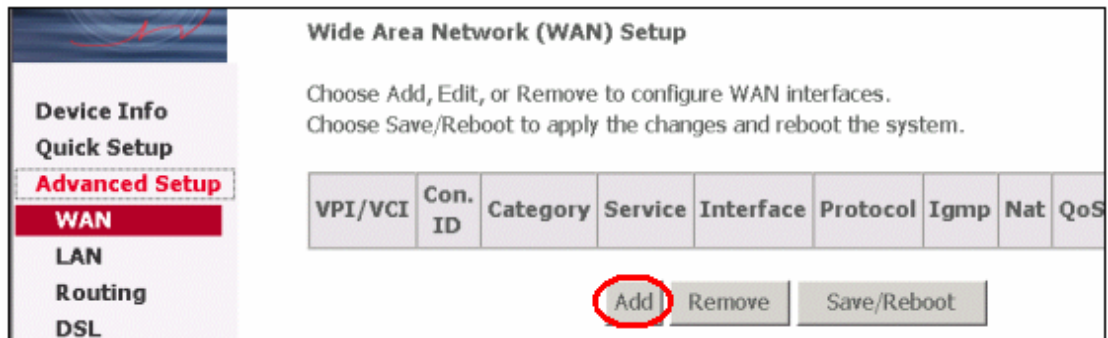 Wide Area Network (WAN) Setup
Choose Add, Edit, or Remove to configure WAN interfaces.
Choose Save/Reboot to apply the changes and reboot the system.
Device Info
Quick Setup
Advanced Setup
WAN
LAN
Routing
DSL
VPI/VCI Con. ID Category Service Interface Protocol Igmp Nat QoS
Add Remove Save/Reboot